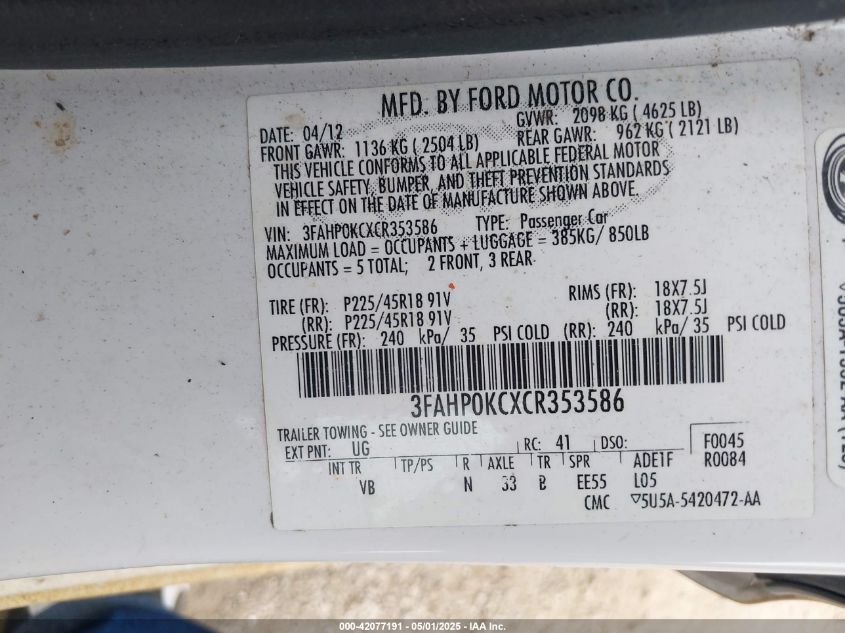 MFD. BY FORD MOTOR CO.
DATE: 04/12 GVWR: 2098 KG ( 4625 LB)
FRONT GAWR: 1136 KG ( 2504 LB) REAR GAWR: 962 KG ( 2121 LB)
THIS VEHICLE CONFORMS TO ALL APPLICABLE FEDERAL MOTOR
VEHICLE SAFETY, BUMPER, AND THEFT PREVENTION STANDARDS
IN EFFECT ON THE DATE OF MANUFACTURE SHOWN ABOVE.
VIN: 3FAHP0KCXCR353586 TYPE: Passenger Car
MAXIMUM LOAD = OCCUPANTS + LUGGAGE = 385KG/ 850LB
OCCUPANTS = 5 TOTAL; 2 FRONT, 3 REAR
TIRE (FR): P225/45R18 91V RIMS (FR): 18X7.5J
(RR): P225/45R18 91V (RR): 18X7.5J
PRESSURE (FR): 240 kPa/ 35 PSI COLD (RR): 240 kPa/ 35 PSI COLD
3FAHP0KCXCR353586
TRAILER TOWING - SEE OWNER GUIDE
EXT PNT: UG RC: 41 DSO: F0045
INT TR TP/PS R AXLE TR SPR ADE1F R0084
VB N 33 B EE55 L05
CMC ▽5U5A-5420472-AA
000-42077191 - 05/01/2025 - IAA Inc.